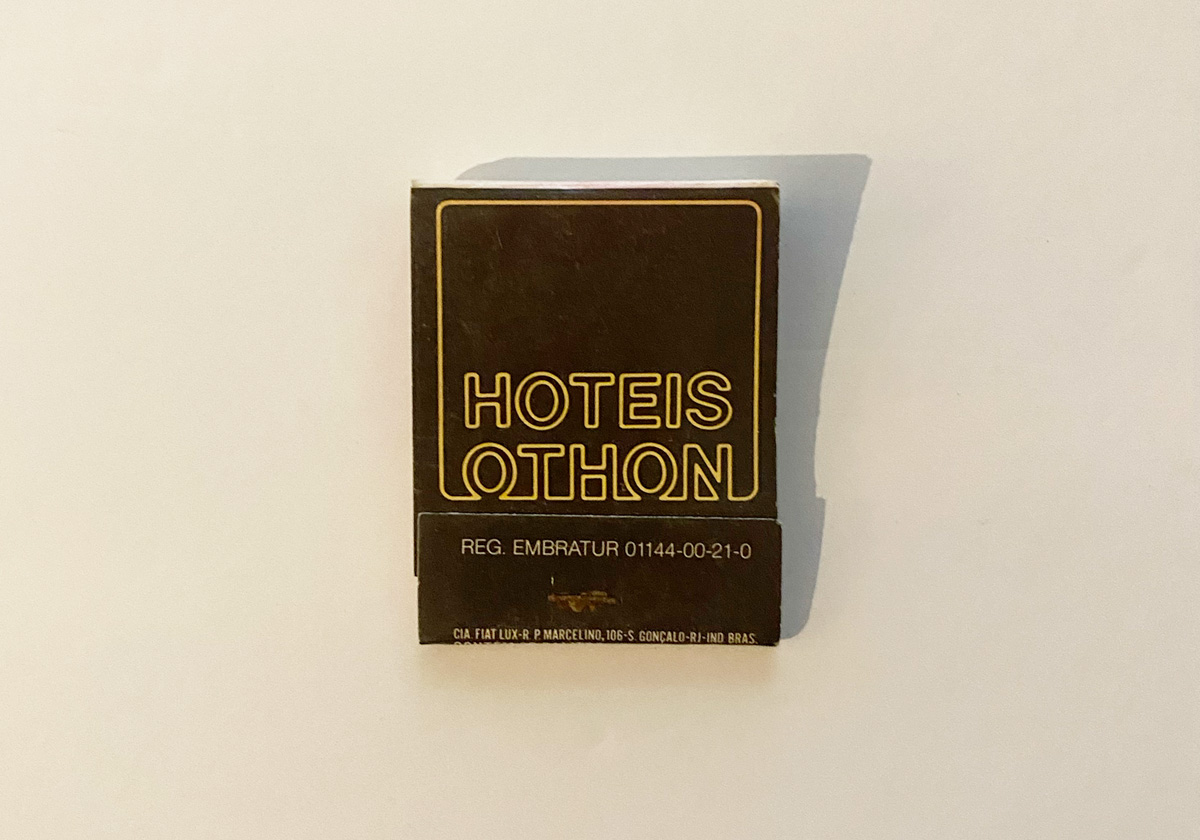 HOTEIS
OTHON
REG. EMBRATUR 01144-00-21-0
CIA. FIAT LUX-R. P. MARCELINO, 106-S. GONÇALO-RJ-IND. BRAS.